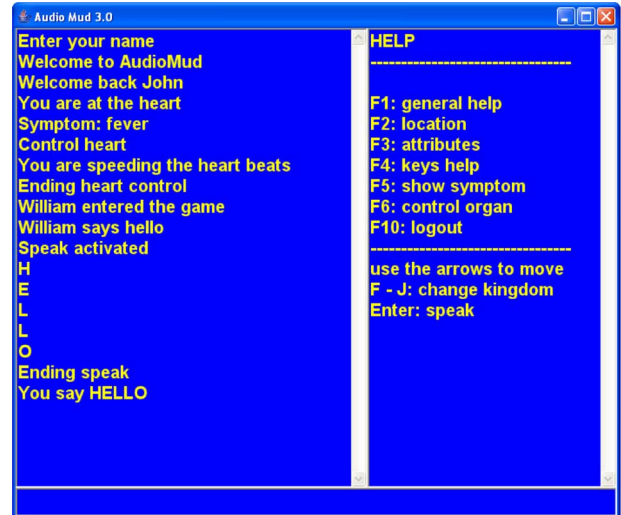 Audio Mud 3.0
Enter your name
Welcome to AudioMud
Welcome back John
You are at the heart
Symptom: fever
Control heart
You are speeding the heart beats
Ending heart control
William entered the game
William says hello
Speak activated
H
E
L
L
O
Ending speak
You say HELLO
HELP
---------------------------------
F1: general help
F2: location
F3: attributes
F4: keys help
F5: show symptom
F6: control organ
F10: logout
---------------------------------
use the arrows to move
F - J: change kingdom
Enter: speak